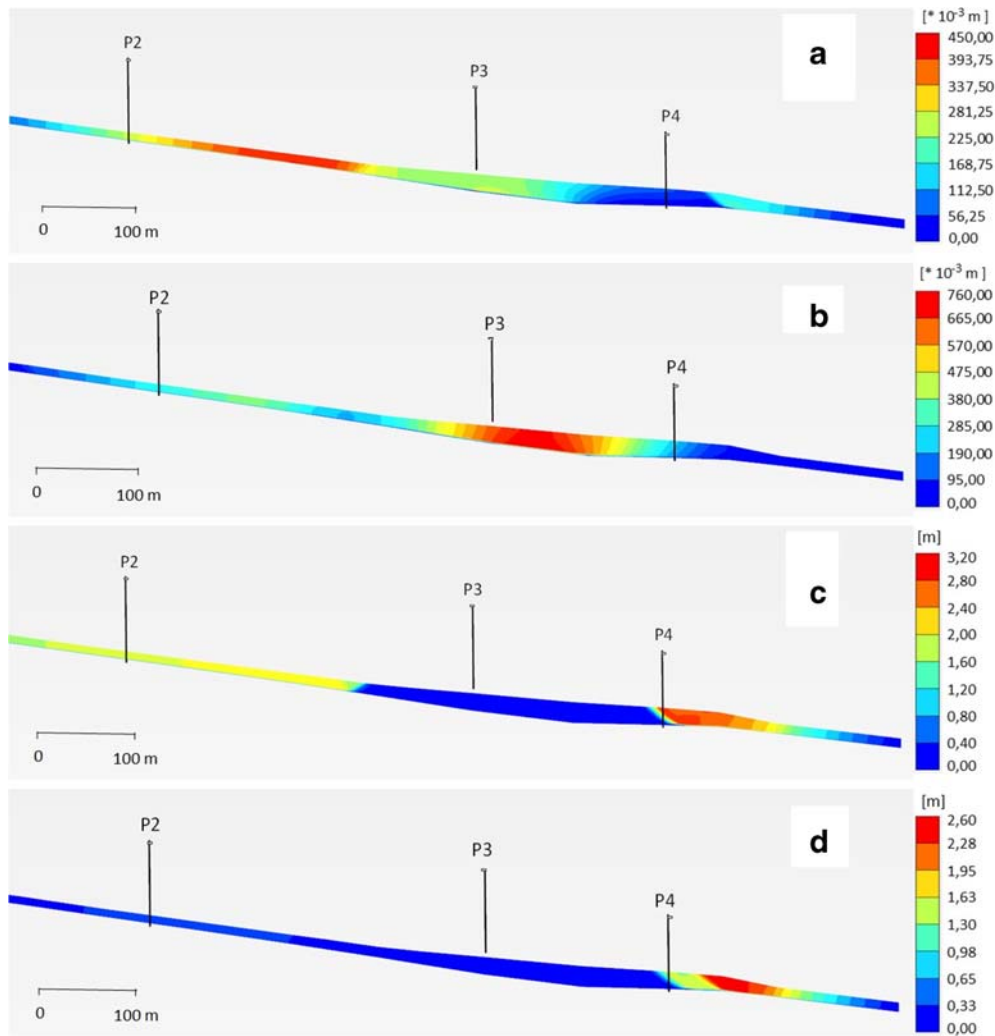 [* 10-3 m]
a
P2
P3
P4
450,00
393,75
337,50
281,25
225,00
168,75
112,50
56,25
0,00
0 100 m
[* 10-3 m]
b
P2
P3
P4
760,00
665,00
570,00
475,00
380,00
285,00
190,00
95,00
0,00
0 100 m
[m]
c
P2
P3
P4
3,20
2,80
2,40
2,00
1,60
1,20
0,80
0,40
0,00
0 100 m
[m]
d
P2
P3
P4
2,60
2,28
1,95
1,63
1,30
0,98
0,65
0,33
0,00
0 100 m